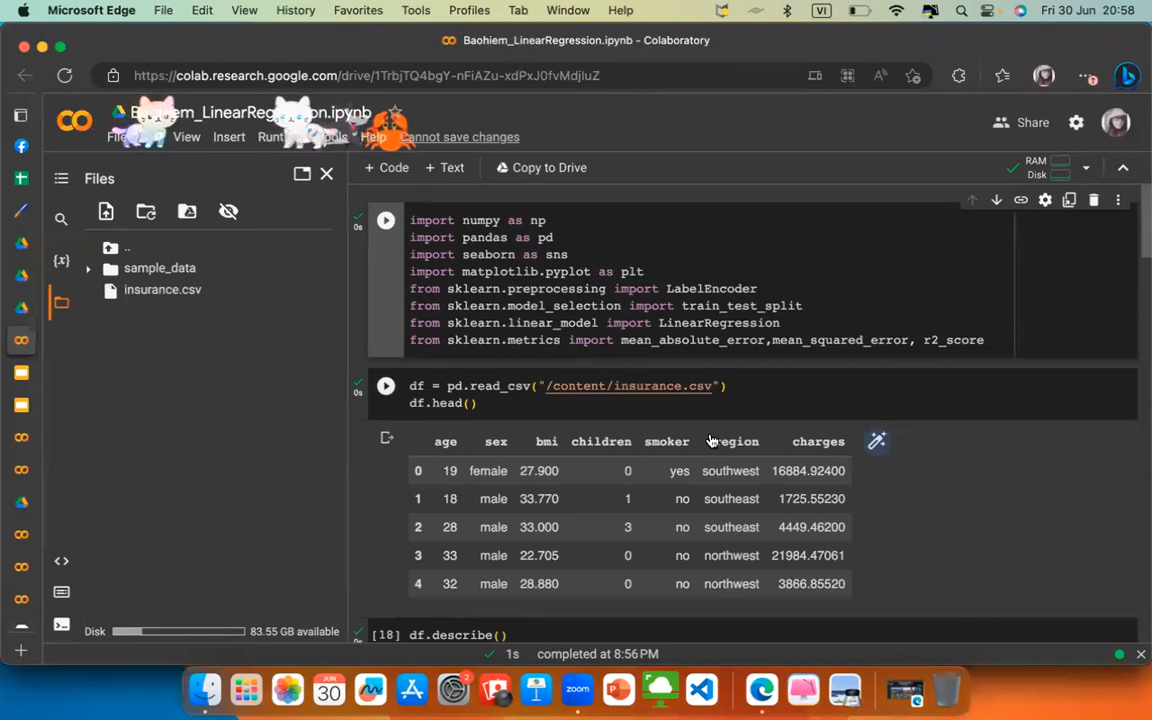 Microsoft Edge File Edit View History Favorites Tools Profiles Tab Window Help VI Fri 30 Jun 20:58
Baohiem_LinearRegression.ipynb - Colaboratory
https://colab.research.google.com/drive/1TrbjTQ4bgY-nFiAZu-xdPxJ0fvMdjluZ
Baohiem_LinearRegression.ipynb
View Insert Help Cannot save changes
Share
+ Code + Text Copy to Drive
RAM
Disk
Files
..
sample_data
insurance.csv
{x}
Disk 83.55 GB available
0s
import numpy as np
import pandas as pd
import seaborn as sns
import matplotlib.pyplot as plt
from sklearn.preprocessing import LabelEncoder
from sklearn.model_selection import train_test_split
from sklearn.linear_model import LinearRegression
from sklearn.metrics import mean_absolute_error,mean_squared_error, r2_score
0s
df = pd.read_csv("/content/insurance.csv")
df.head()
age sex bmi children smoker region charges
0 19 female 27.900 0 yes southwest 16884.92400
1 18 male 33.770 1 no southeast 1725.55230
2 28 male 33.000 3 no southeast 4449.46200
3 33 male 22.705 0 no northwest 21984.47061
4 32 male 28.880 0 no northwest 3866.85520
[18] df.describe()
1s completed at 8:56 PM
JUN
30
2
zoom